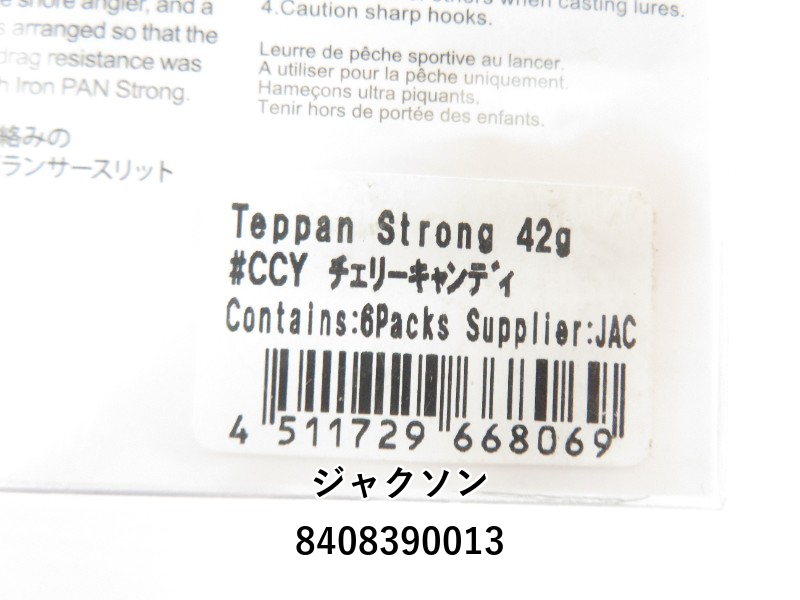 shore angler, and a
s arranged so that the
drag resistance was
h Iron PAN Strong.
絡みの
ランサースリット
when casting lures.
4.Caution sharp hooks.
Leurre de pêche sportive au lancer.
A utiliser pour la pêche uniquement.
Hameçons ultra piquants.
Tenir hors de portée des enfants.
Teppan Strong 42g
#CCY チェリーキャンディ
Contains:6Packs Supplier:JAC
4 511729 668069
ジャクソン
8408390013